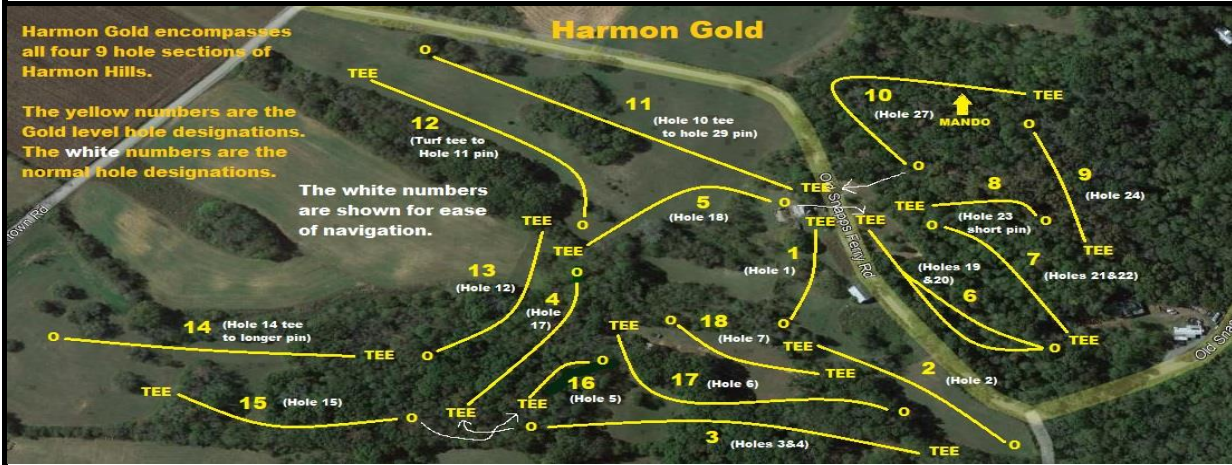 Harmon Gold
Harmon Gold encompasses
all four 9 hole sections of
Harmon Hills.
The yellow numbers are the
Gold level hole designations.
The white numbers are the
normal hole designations.
The white numbers
are shown for ease
of navigation.
O
TEE
11
(Hole 10 tee
to hole 29 pin)
TEE
12
(Turf tee to
Hole 11 pin)
O
10
(Hole 27)
MANDO
TEE
O
O
9
(Hole 24)
TEE
8
TEE
(Hole 23
short pin)
O
5
(Hole 18)
O
TEE
TEE
TEE
Old Snapps Ferry Rd
O
7
(Holes 21&22)
TEE
1
(Hole 1)
O
(Holes 19
&20)
6
O
TEE
13
(Hole 12)
O
O
4
(Hole
17)
TEE
14
(Hole 14 tee
to longer pin)
O
TEE
TEE
15
(Hole 15)
O
16
(Hole 5)
O
TEE
TEE
O
18
(Hole 7)
TEE
17
(Hole 6)
O
TEE
2
(Hole 2)
O
3
(Holes 3&4)
O
TEE
town Rd
Old Sna